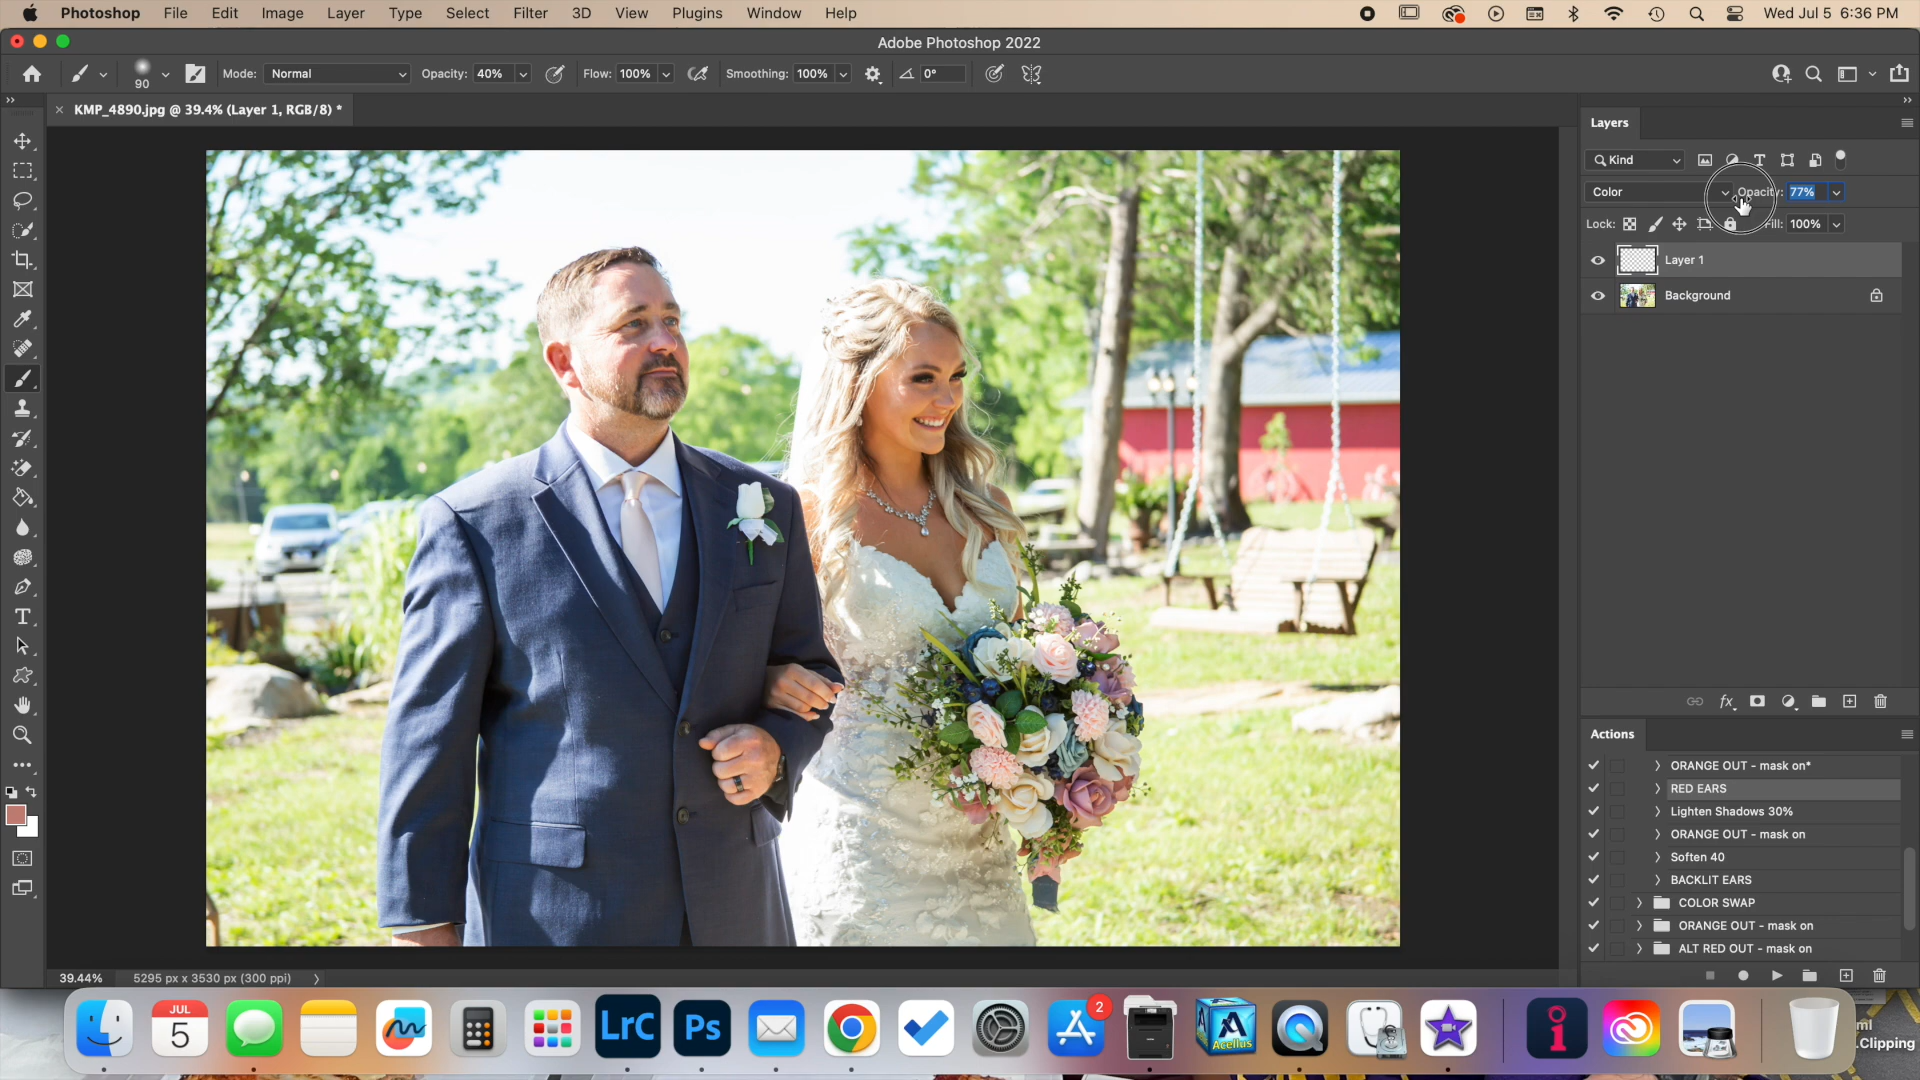 Photoshop File Edit Image Layer Type Select Filter 3D View Plugins Window Help Wed Jul 5 6:36 PM
Adobe Photoshop 2022
90 Mode: Normal Opacity: 40% Flow: 100% Smoothing: 100% 0°
KMP_4890.jpg @ 39.4% (Layer 1, RGB/8) *
Layers
Kind
Color Opacity: 77%
Lock: Fill: 100%
Layer 1
Background
fx
Actions
ORANGE OUT - mask on*
RED EARS
Lighten Shadows 30%
ORANGE OUT - mask on
Soften 40
BACKLIT EARS
COLOR SWAP
ORANGE OUT - mask on
ALT RED OUT - mask on
39.44% 5295 px x 3530 px (300 ppi)
JUL
5
LrC
Ps
2
Acellus
ml
.Clipping